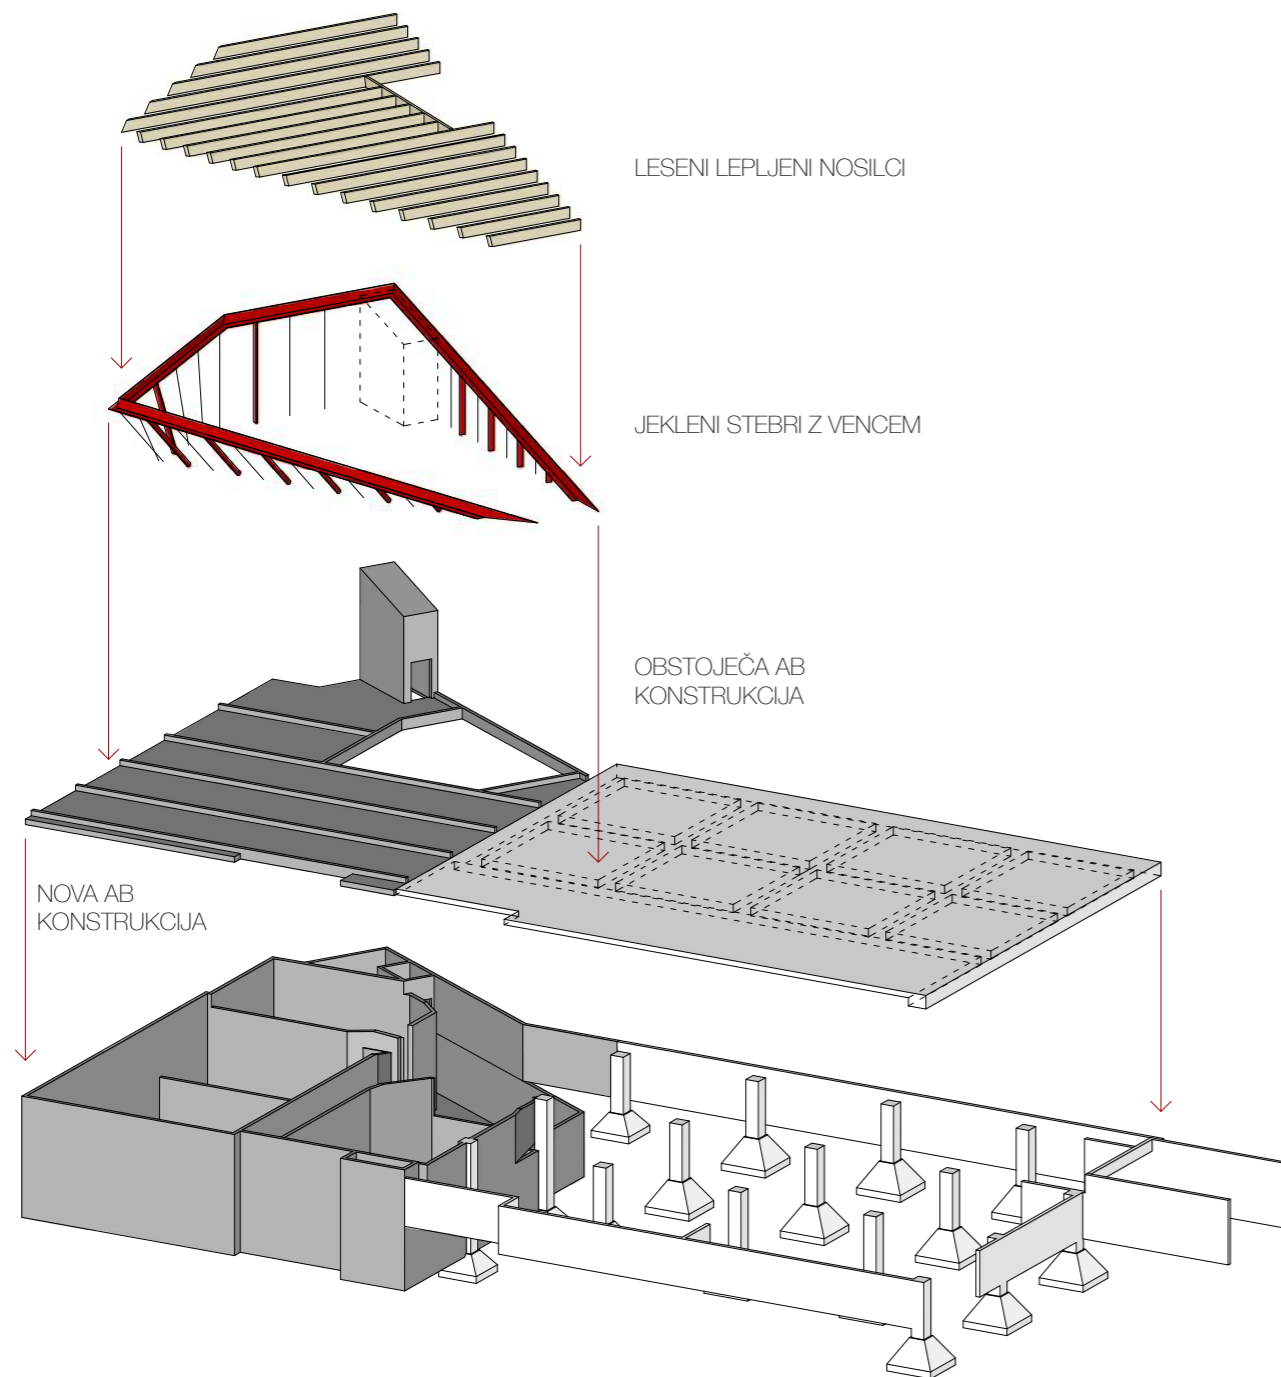 LESENI LEPLJENI NOSILCI
JEKLENI STEBRI Z VENCEM
OBSTOJEČA AB
KONSTRUKCIJA
NOVA AB
KONSTRUKCIJA